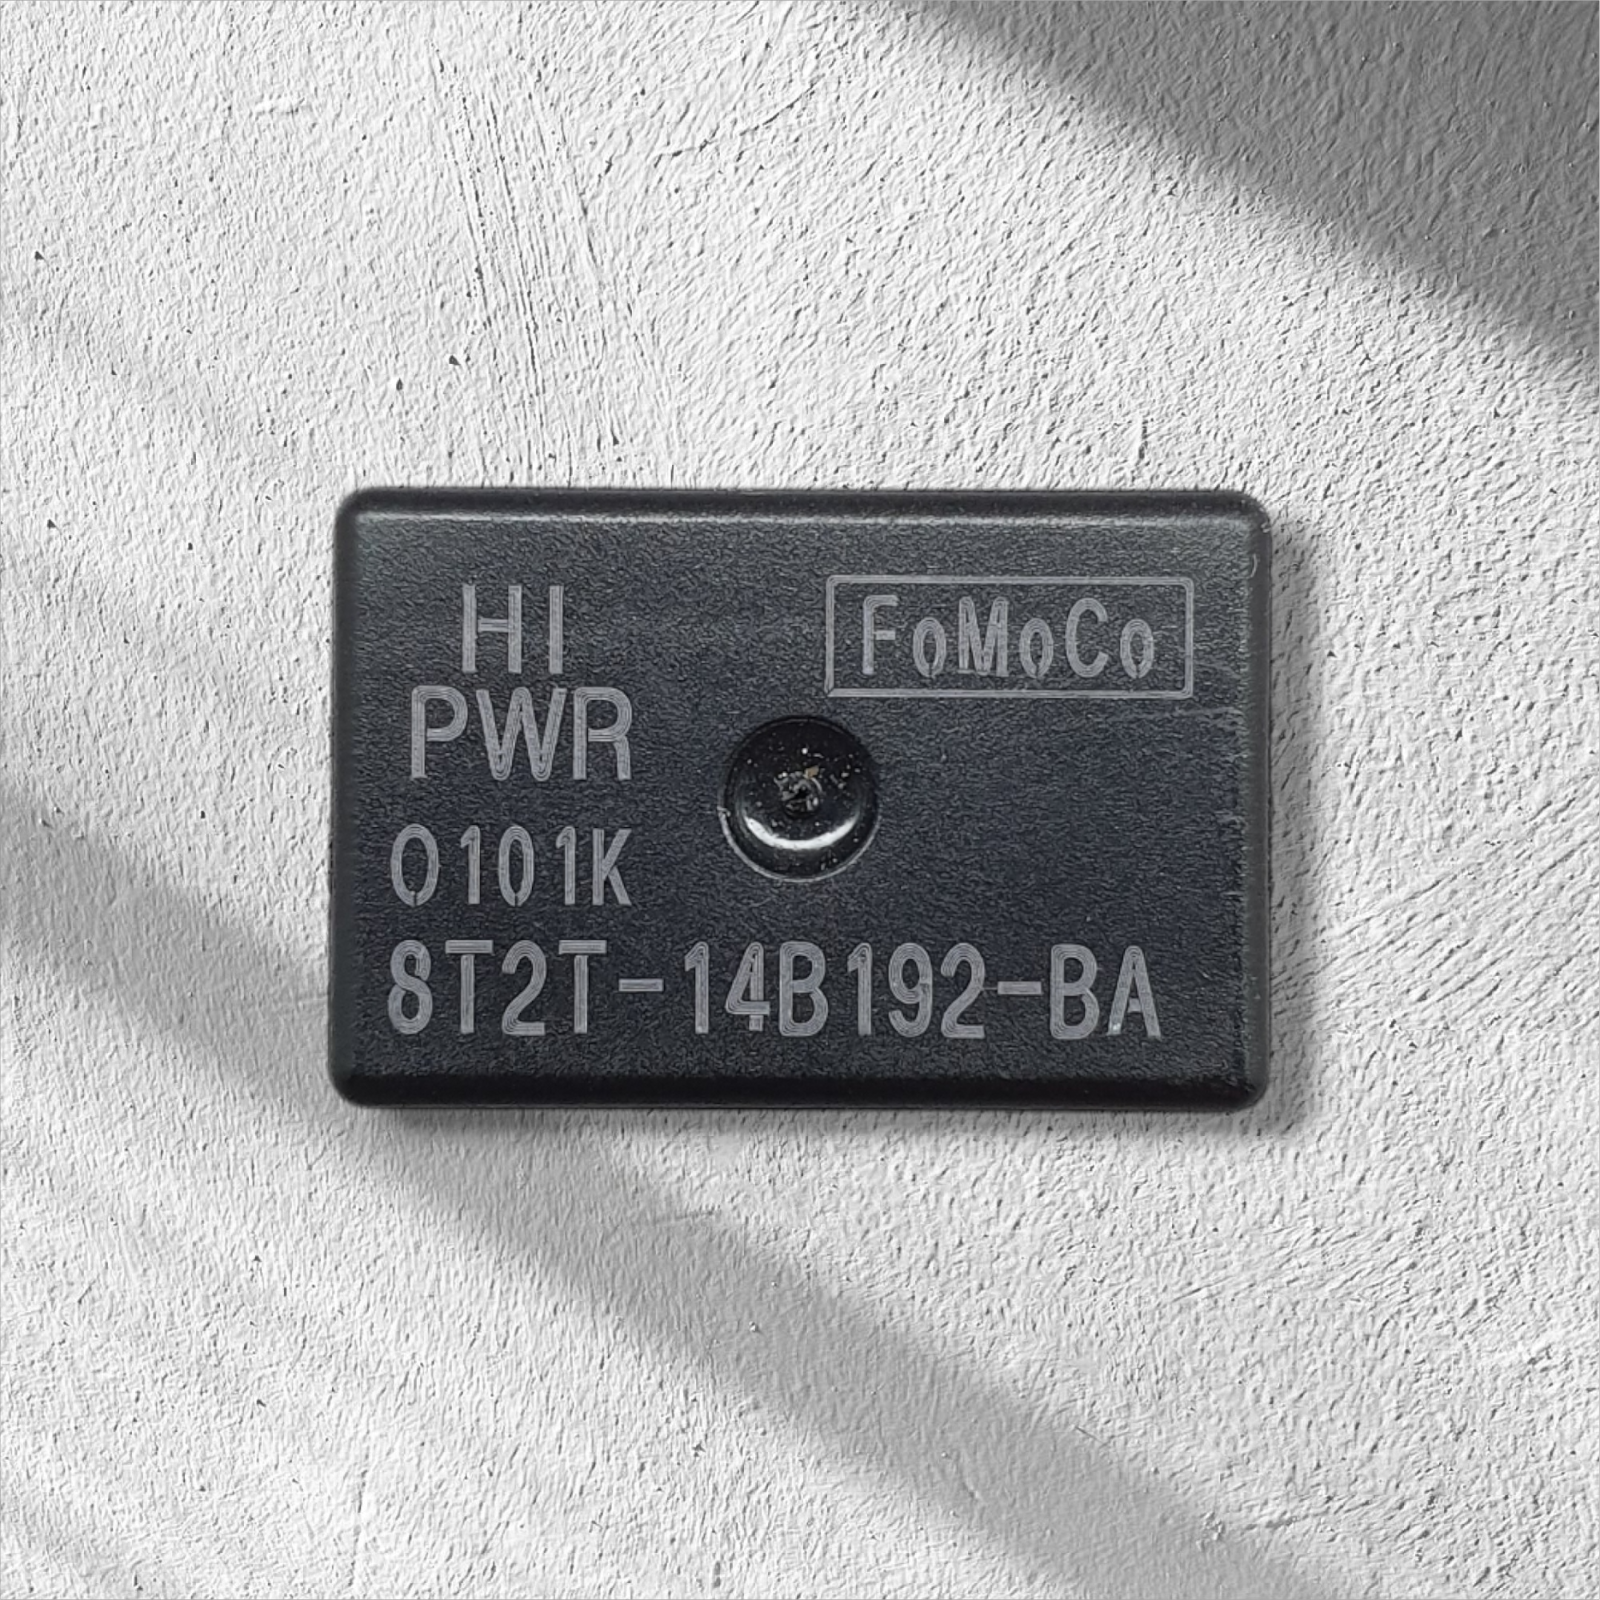 HI
PWR
FoMoCo
0101K
8T2T-14B192-BA